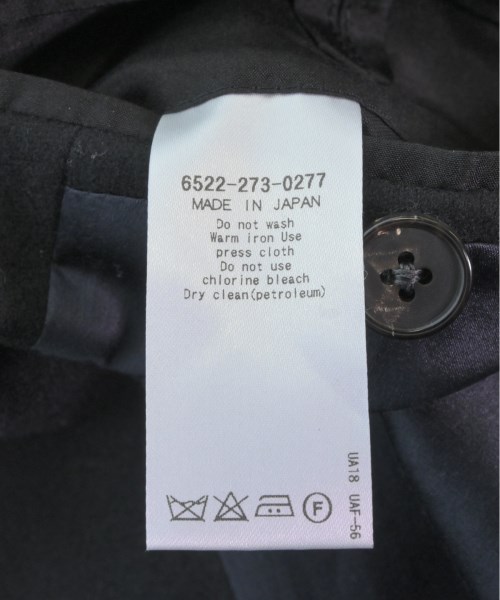 6522-273-0277
MADE IN JAPAN
Do not wash
Warm iron Use
press cloth
Do not use
chlorine bleach
Dry clean(petroleum)
UA18 UAF-56
F